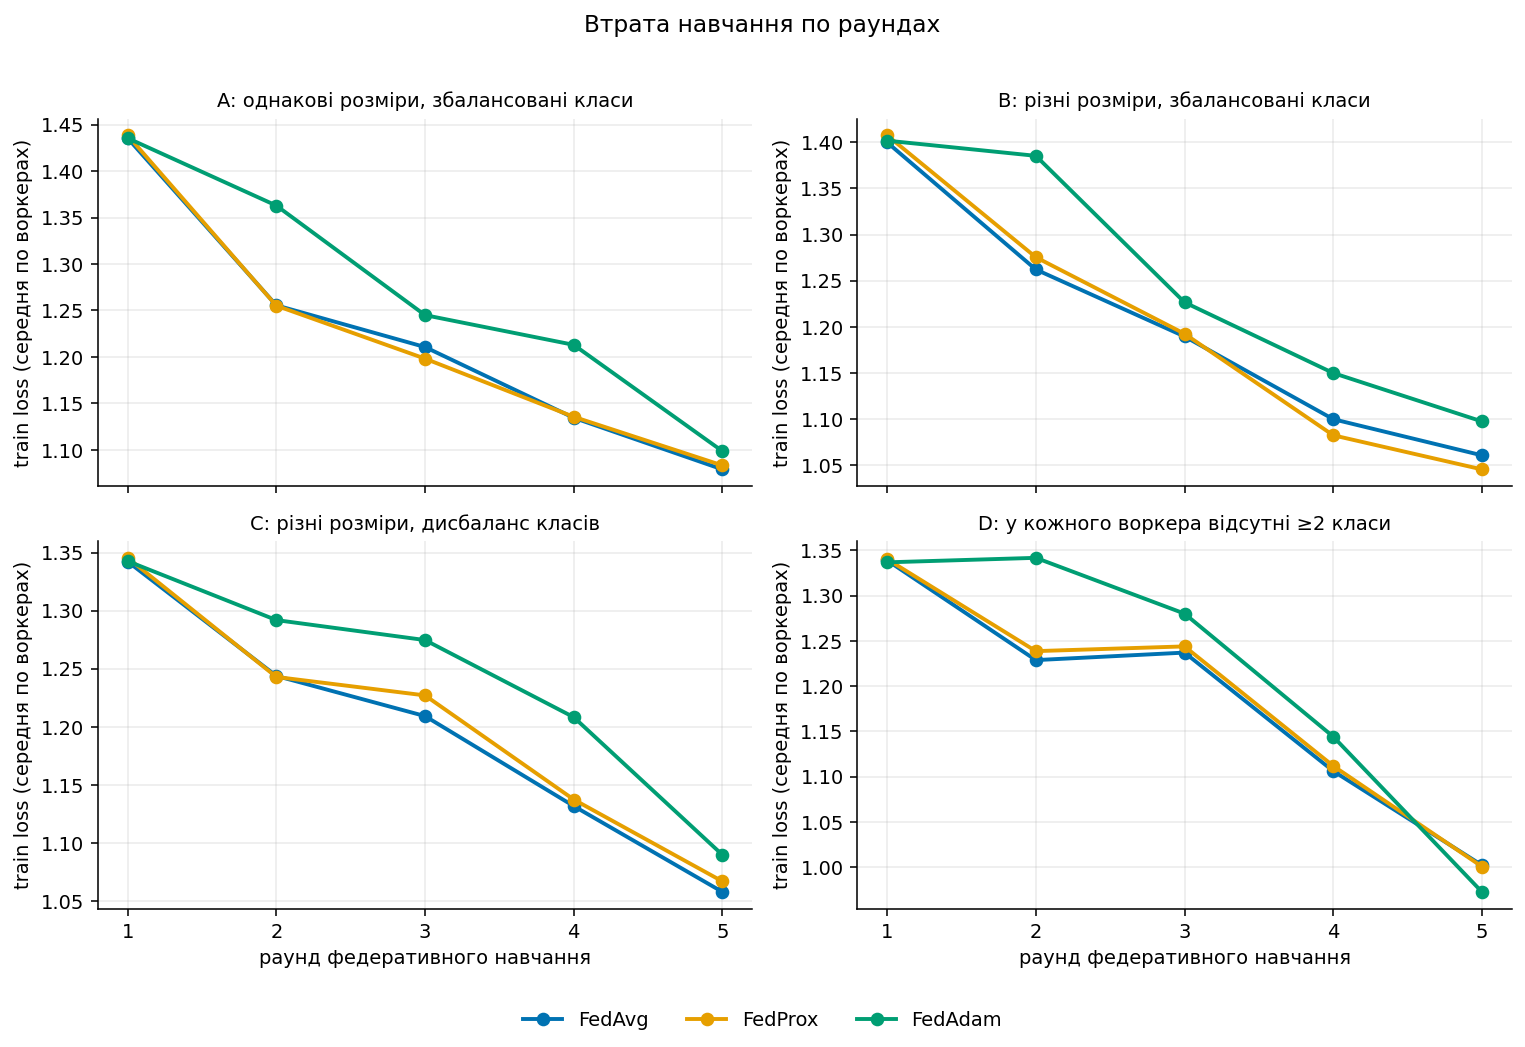 Втрата навчання по раундах
A: однакові розміри, збалансовані класи
train loss (середня по воркерах)
1.45
1.40
1.35
1.30
1.25
1.20
1.15
1.10
B: різні розміри, збалансовані класи
train loss (середня по воркерах)
1.40
1.35
1.30
1.25
1.20
1.15
1.10
1.05
C: різні розміри, дисбаланс класів
train loss (середня по воркерах)
1.35
1.30
1.25
1.20
1.15
1.10
1.05
1 2 3 4 5
раунд федеративного навчання
D: у кожного воркера відсутні ≥2 класи
train loss (середня по воркерах)
1.35
1.30
1.25
1.20
1.15
1.10
1.05
1.00
1 2 3 4 5
раунд федеративного навчання
FedAvg FedProx FedAdam